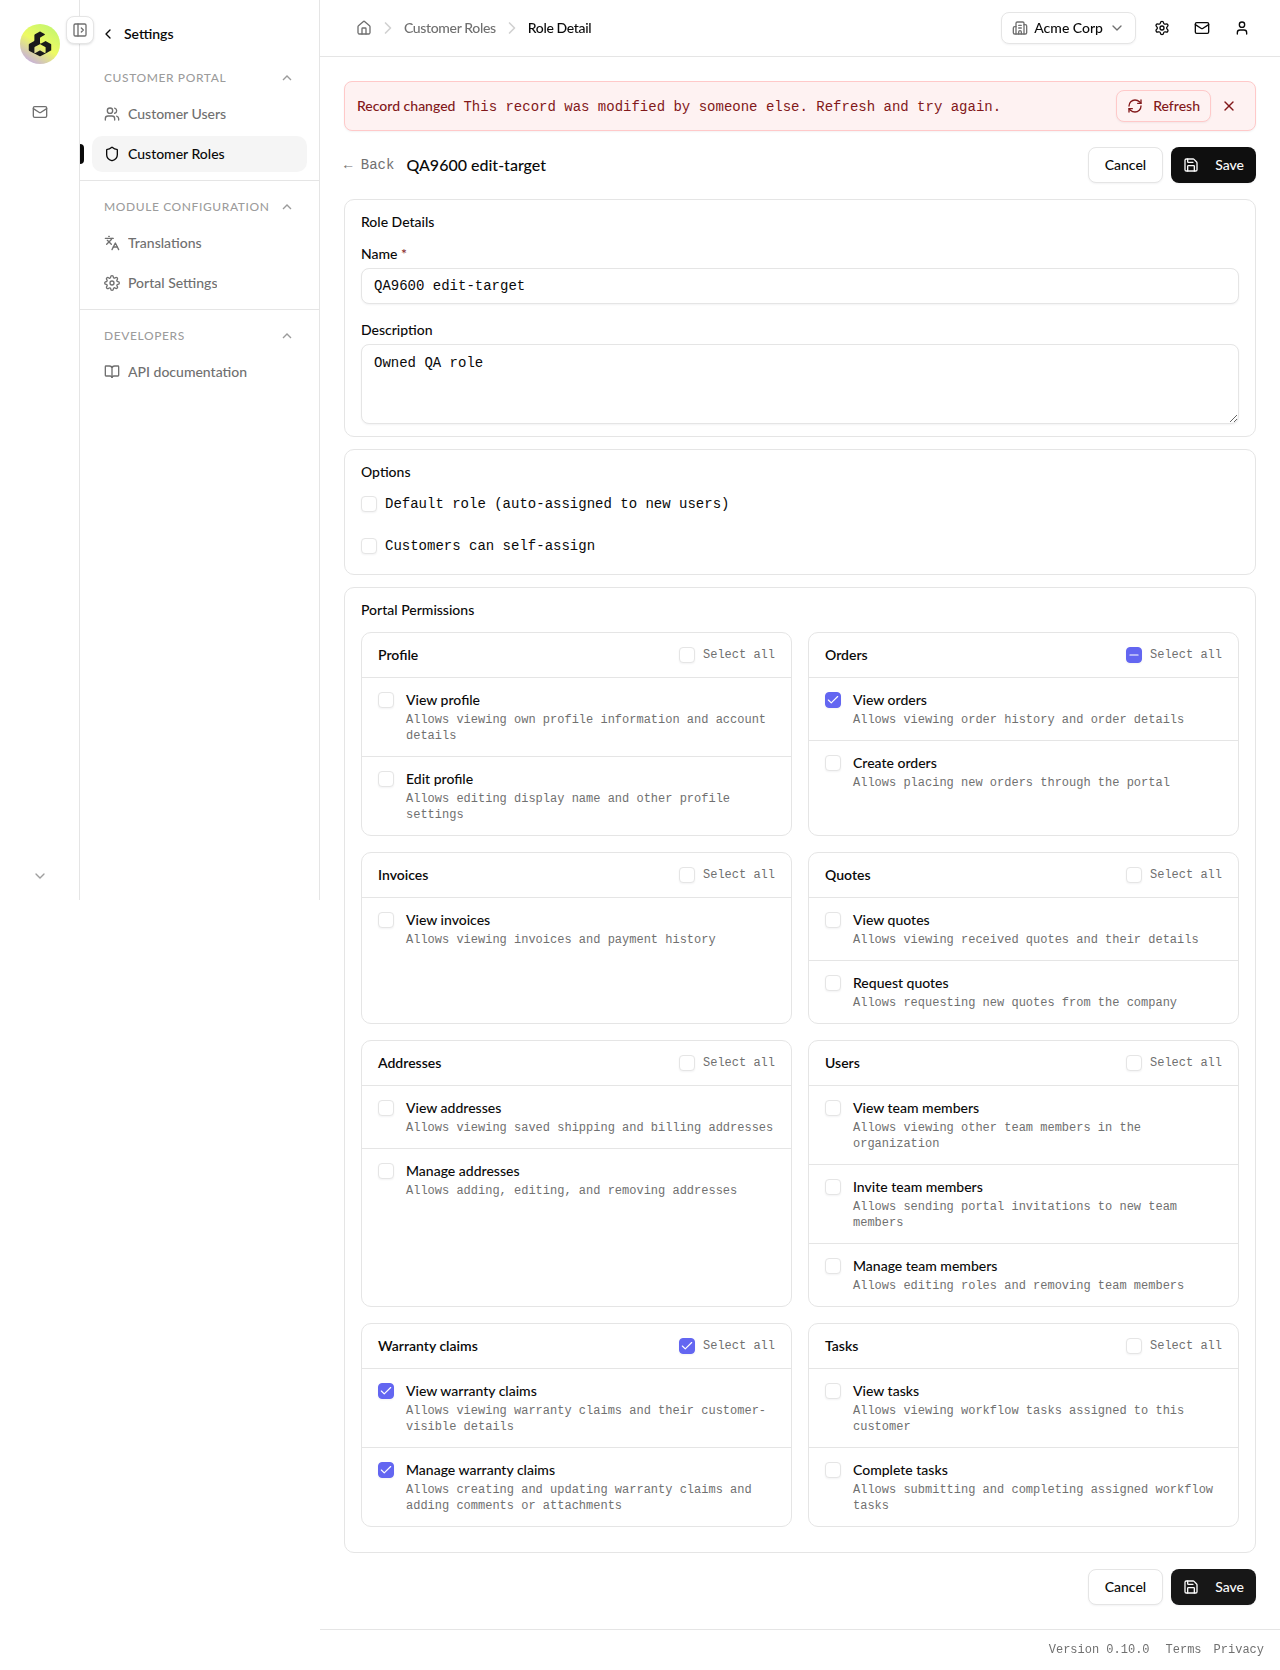 Settings
CUSTOMER PORTAL
Customer Users
Customer Roles
MODULE CONFIGURATION
Translations
Portal Settings
DEVELOPERS
API documentation
Customer Roles
Role Detail
Acme Corp
Record changed This record was modified by someone else. Refresh and try again.
Refresh
← Back QA9600 edit-target
Cancel
Save
Role Details
Name *
QA9600 edit-target
Description
Owned QA role
Options
Default role (auto-assigned to new users)
Customers can self-assign
Portal Permissions
Profile
Select all
View profile
Allows viewing own profile information and account
details
Edit profile
Allows editing display name and other profile
settings
Orders
Select all
View orders
Allows viewing order history and order details
Create orders
Allows placing new orders through the portal
Invoices
Select all
View invoices
Allows viewing invoices and payment history
Quotes
Select all
View quotes
Allows viewing received quotes and their details
Request quotes
Allows requesting new quotes from the company
Addresses
Select all
View addresses
Allows viewing saved shipping and billing addresses
Manage addresses
Allows adding, editing, and removing addresses
Users
Select all
View team members
Allows viewing other team members in the
organization
Invite team members
Allows sending portal invitations to new team
members
Manage team members
Allows editing roles and removing team members
Warranty claims
Select all
View warranty claims
Allows viewing warranty claims and their customer-
visible details
Manage warranty claims
Allows creating and updating warranty claims and
adding comments or attachments
Tasks
Select all
View tasks
Allows viewing workflow tasks assigned to this
customer
Complete tasks
Allows submitting and completing assigned workflow
tasks
Cancel
Save
Version 0.10.0 Terms Privacy